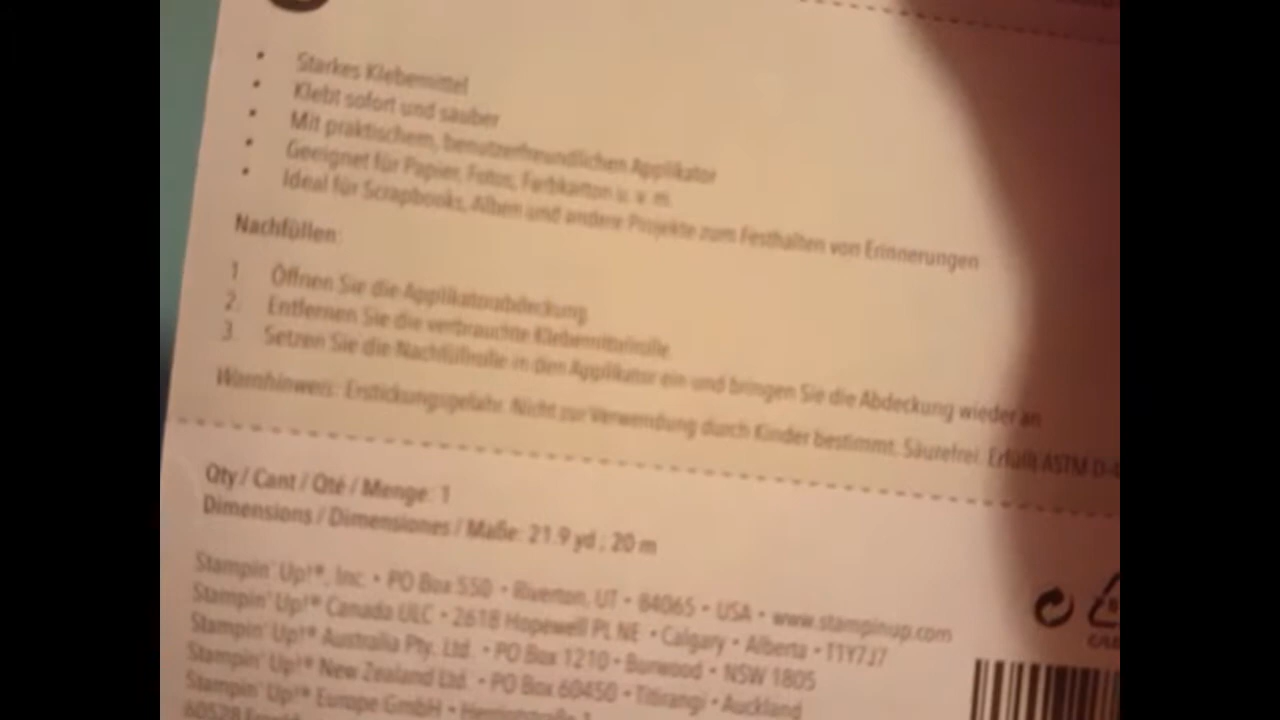 • Starkes Klebemittel
• Klebt sofort und sauber
• Mit praktischem, benutzerfreundlichen Applikator
• Geeignet für Papier, Fotos, Farbkarton u. v. m.
• Ideal für Scrapbooks, Alben und andere Projekte zum Festhalten von Erinnerungen
Nachfüllen:
1 Öffnen Sie die Applikatorabdeckung
2. Entfernen Sie die verbrauchte Klebemittelrolle
3 Setzen Sie die Nachfüllrolle in den Applikator ein und bringen Sie die Abdeckung wieder an
Warnhinweis: Erstickungsgefahr. Nicht zur Verwendung durch Kinder bestimmt. Säurefrei. Erfüllt ASTM D-
Qty / Cant / Qté / Menge: 1
Dimensions / Dimensiones / Maße: 21.9 yd ; 20 m
Stampin' Up!®, Inc. • PO Box 550 • Riverton, UT • 84065 • USA • www.stampinup.com
Stampin' Up!® Canada ULC • 2618 Hopewell PL NE • Calgary • Alberta • T1Y7J7
Stampin' Up!® Australia Pty. Ltd. • PO Box 1210 • Burwood • NSW 1805
Stampin' Up!® New Zealand Ltd. • PO Box 60450 • Titirangi • Auckland
Stampin' Up!® Europe GmbH •
60528